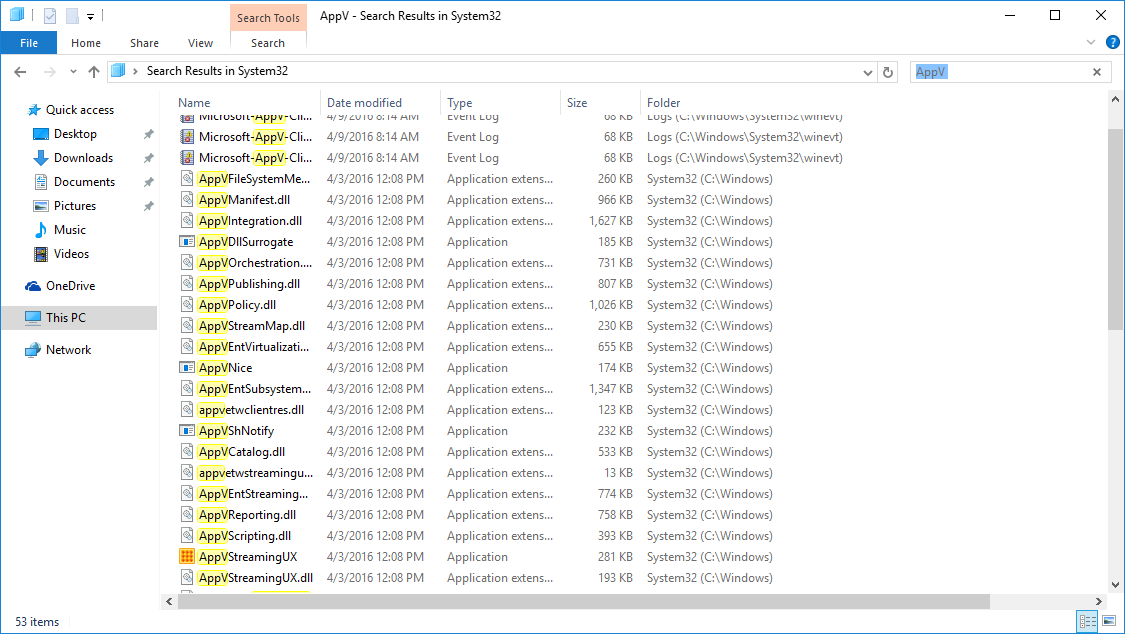 Search Tools
AppV - Search Results in System32
File Home Share View Search
Search Results in System32
AppV
Quick access
Desktop
Downloads
Documents
Pictures
Music
Videos
OneDrive
This PC
Network
Name Date modified Type Size Folder
Microsoft-AppV-Cli... 4/9/2016 8:14 AM Event Log 68 KB Logs (C:\Windows\System32\winevt)
Microsoft-AppV-Cli... 4/9/2016 8:14 AM Event Log 68 KB Logs (C:\Windows\System32\winevt)
Microsoft-AppV-Cli... 4/9/2016 8:14 AM Event Log 68 KB Logs (C:\Windows\System32\winevt)
AppVFileSystemMe... 4/3/2016 12:08 PM Application extens... 260 KB System32 (C:\Windows)
AppVManifest.dll 4/3/2016 12:08 PM Application extens... 966 KB System32 (C:\Windows)
AppVIntegration.dll 4/3/2016 12:08 PM Application extens... 1,627 KB System32 (C:\Windows)
AppVDllSurrogate 4/3/2016 12:08 PM Application 185 KB System32 (C:\Windows)
AppVOrchestration.... 4/3/2016 12:08 PM Application extens... 731 KB System32 (C:\Windows)
AppVPublishing.dll 4/3/2016 12:08 PM Application extens... 807 KB System32 (C:\Windows)
AppVPolicy.dll 4/3/2016 12:08 PM Application extens... 1,026 KB System32 (C:\Windows)
AppVStreamMap.dll 4/3/2016 12:08 PM Application extens... 230 KB System32 (C:\Windows)
AppVEntVirtualizati... 4/3/2016 12:08 PM Application extens... 655 KB System32 (C:\Windows)
AppVNice 4/3/2016 12:08 PM Application 174 KB System32 (C:\Windows)
AppVEntSubsystem... 4/3/2016 12:08 PM Application extens... 1,347 KB System32 (C:\Windows)
appvetwclientres.dll 4/3/2016 12:08 PM Application extens... 123 KB System32 (C:\Windows)
AppVShNotify 4/3/2016 12:08 PM Application 232 KB System32 (C:\Windows)
AppVCatalog.dll 4/3/2016 12:08 PM Application extens... 533 KB System32 (C:\Windows)
appvetwstreamingu... 4/3/2016 12:08 PM Application extens... 13 KB System32 (C:\Windows)
AppVEntStreaming... 4/3/2016 12:08 PM Application extens... 774 KB System32 (C:\Windows)
AppVReporting.dll 4/3/2016 12:08 PM Application extens... 758 KB System32 (C:\Windows)
AppVScripting.dll 4/3/2016 12:08 PM Application extens... 393 KB System32 (C:\Windows)
AppVStreamingUX 4/3/2016 12:08 PM Application 281 KB System32 (C:\Windows)
AppVStreamingUX.dll 4/3/2016 12:08 PM Application extens... 193 KB System32 (C:\Windows)
53 items